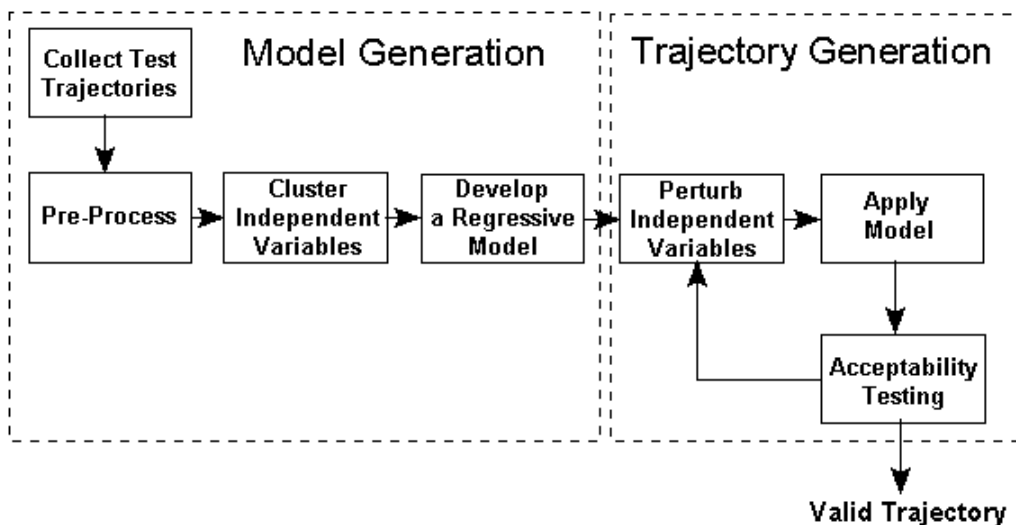 Model Generation
Collect Test
Trajectories
Pre-Process
Cluster
Independent
Variables
Develop
a Regressive
Model
Trajectory Generation
Perturb
Independent
Variables
Apply
Model
Acceptability
Testing
Valid Trajectory